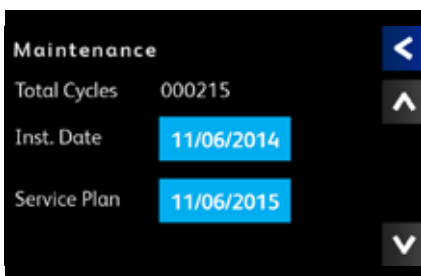 Maintenance
Total Cycles 000215
Inst. Date 11/06/2014
Service Plan 11/06/2015